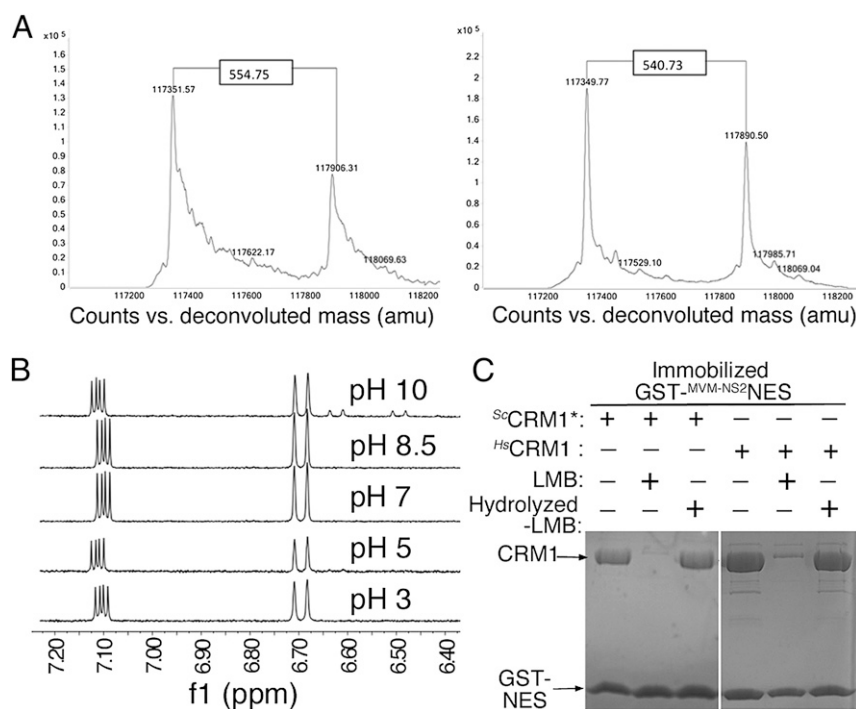 A
x10 5
1.6
1.5
1.4
1.3
1.2
1.1
1
0.9
0.8
0.7
0.6
0.5
0.4
0.3
0.2
0.1
0
554.75
117351.57
117906.31
117622.17
118069.63
117200 117400 117600 117800 118000 118200
Counts vs. deconvoluted mass (amu)
x10 5
2.2
2
1.8
1.6
1.4
1.2
1
0.8
0.6
0.4
0.2
0
540.73
117349.77
117890.50
117529.10
117985.71
118069.04
117200 117400 117600 117800 118000 118200
Counts vs. deconvoluted mass (amu)
B
pH 10
pH 8.5
pH 7
pH 5
pH 3
7.20 7.10 7.00 6.90 6.80 6.70 6.60 6.50 6.40
f1 (ppm)
C
Immobilized
GST-MVM-NS2NES
ScCRM1*: + + + − − −
HsCRM1 : − − − + + +
LMB: − + − − + −
Hydrolyzed
-LMB: − − + − − +
CRM1
GST-
NES